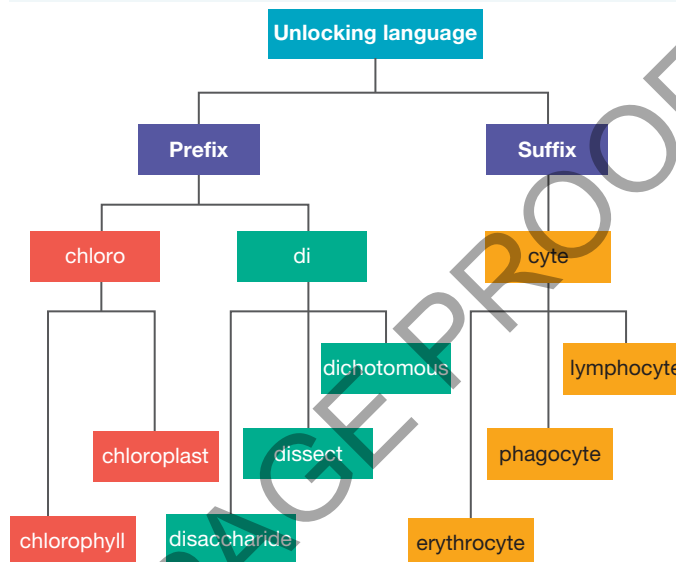 Unlocking language
Prefix
Suffix
chloro
di
cyte
dichotomous
lymphocyte
chloroplast
dissect
phagocyte
chlorophyll
disaccharide
erythrocyte
PAGE PROOF